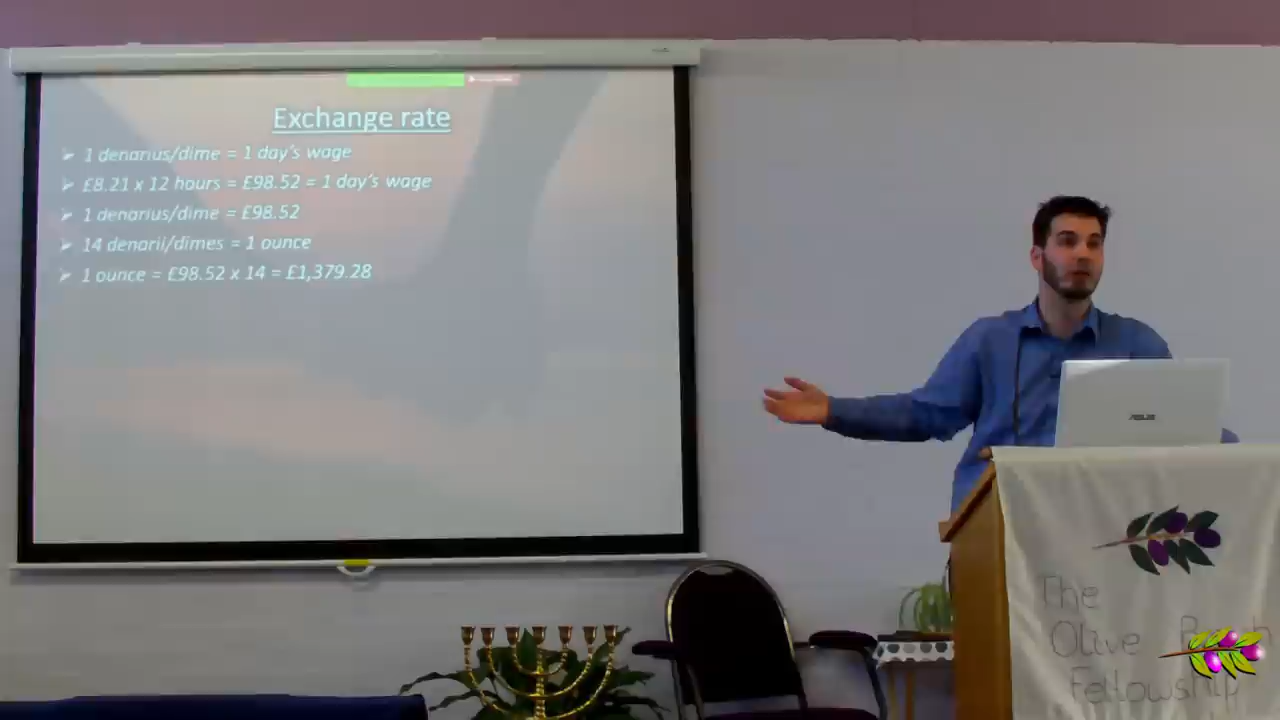 Exchange rate
➢ 1 denarius/dime = 1 day's wage
➢ £8.21 x 12 hours = £98.52 = 1 day's wage
➢ 1 denarius/dime = £98.52
➢ 14 denarii/dimes = 1 ounce
➢ 1 ounce = £98.52 x 14 = £1,379.28
ASUS
The
Olive
Fellowship